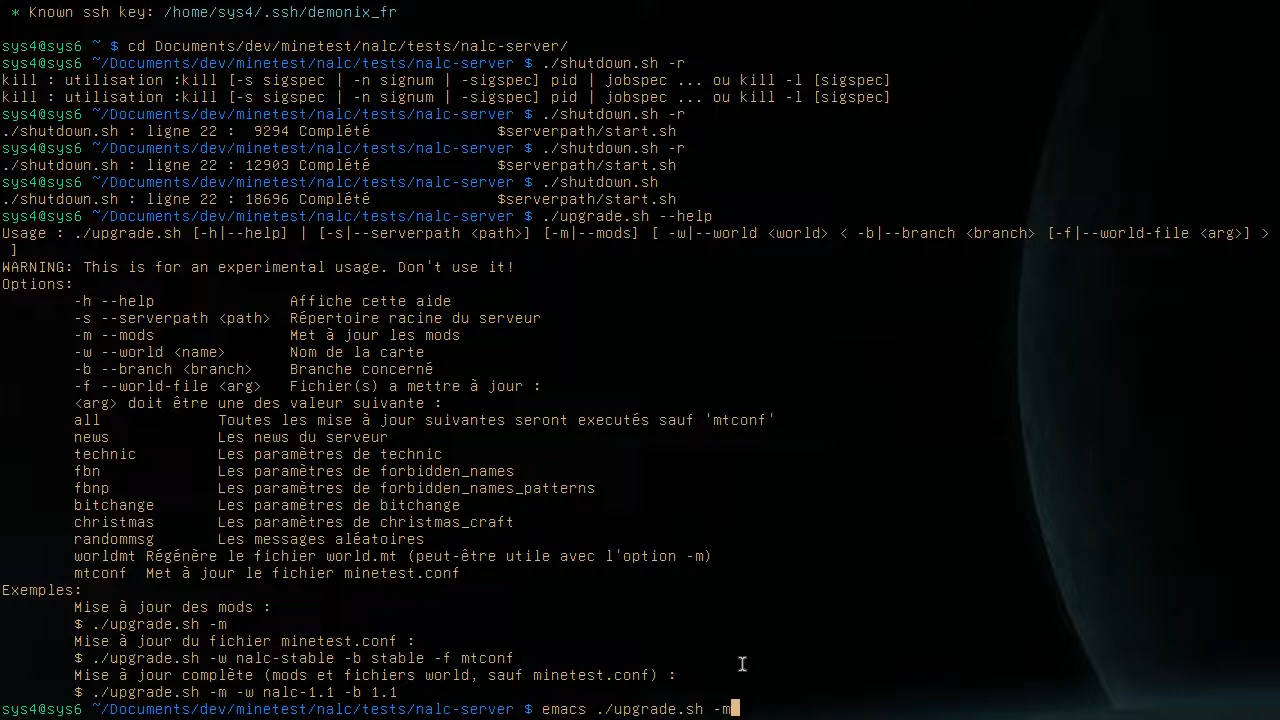 * Known ssh key: /home/sys4/.ssh/demonix_fr
sys4@sys6 ~ $ cd Documents/dev/minetest/nalc/tests/nalc-server/
sys4@sys6 ~/Documents/dev/minetest/nalc/tests/nalc-server $ ./shutdown.sh -r
kill : utilisation :kill [-s sigspec | -n signum | -sigspec] pid | jobspec ... ou kill -l [sigspec]
kill : utilisation :kill [-s sigspec | -n signum | -sigspec] pid | jobspec ... ou kill -l [sigspec]
sys4@sys6 ~/Documents/dev/minetest/nalc/tests/nalc-server $ ./shutdown.sh -r
./shutdown.sh : ligne 22 :  9294 Complété              $serverpath/start.sh
sys4@sys6 ~/Documents/dev/minetest/nalc/tests/nalc-server $ ./shutdown.sh -r
./shutdown.sh : ligne 22 : 12903 Complété              $serverpath/start.sh
sys4@sys6 ~/Documents/dev/minetest/nalc/tests/nalc-server $ ./shutdown.sh
./shutdown.sh : ligne 22 : 18696 Complété              $serverpath/start.sh
sys4@sys6 ~/Documents/dev/minetest/nalc/tests/nalc-server $ ./upgrade.sh --help
Usage : ./upgrade.sh [-h|--help] | [-s|--serverpath <path>] [-m|--mods] [ -w|--world <world> < -b|--branch <branch> [-f|--world-file <arg>] >
]
WARNING: This is for an experimental usage. Don't use it!
Options:
-h --help               Affiche cette aide
-s --serverpath <path>  Répertoire racine du serveur
-m --mods               Met à jour les mods
-w --world <name>       Nom de la carte
-b --branch <branch>    Branche concerné
-f --world-file <arg>   Fichier(s) a mettre à jour :
<arg> doit être une des valeur suivante :
all             Toutes les mise à jour suivantes seront executés sauf 'mtconf'
news            Les news du serveur
technic         Les paramètres de technic
fbn             Les paramètres de forbidden_names
fbnp            Les paramètres de forbidden_names_patterns
bitchange       Les paramètres de bitchange
christmas       Les paramètres de christmas_craft
randommsg       Les messages aléatoires
worldmt Régénère le fichier world.mt (peut-être utile avec l'option -m)
mtconf  Met à jour le fichier minetest.conf
Exemples:
Mise à jour des mods :
$ ./upgrade.sh -m
Mise à jour du fichier minetest.conf :
$ ./upgrade.sh -w nalc-stable -b stable -f mtconf
Mise à jour complète (mods et fichiers world, sauf minetest.conf) :
$ ./upgrade.sh -m -w nalc-1.1 -b 1.1
sys4@sys6 ~/Documents/dev/minetest/nalc/tests/nalc-server $ emacs ./upgrade.sh -m